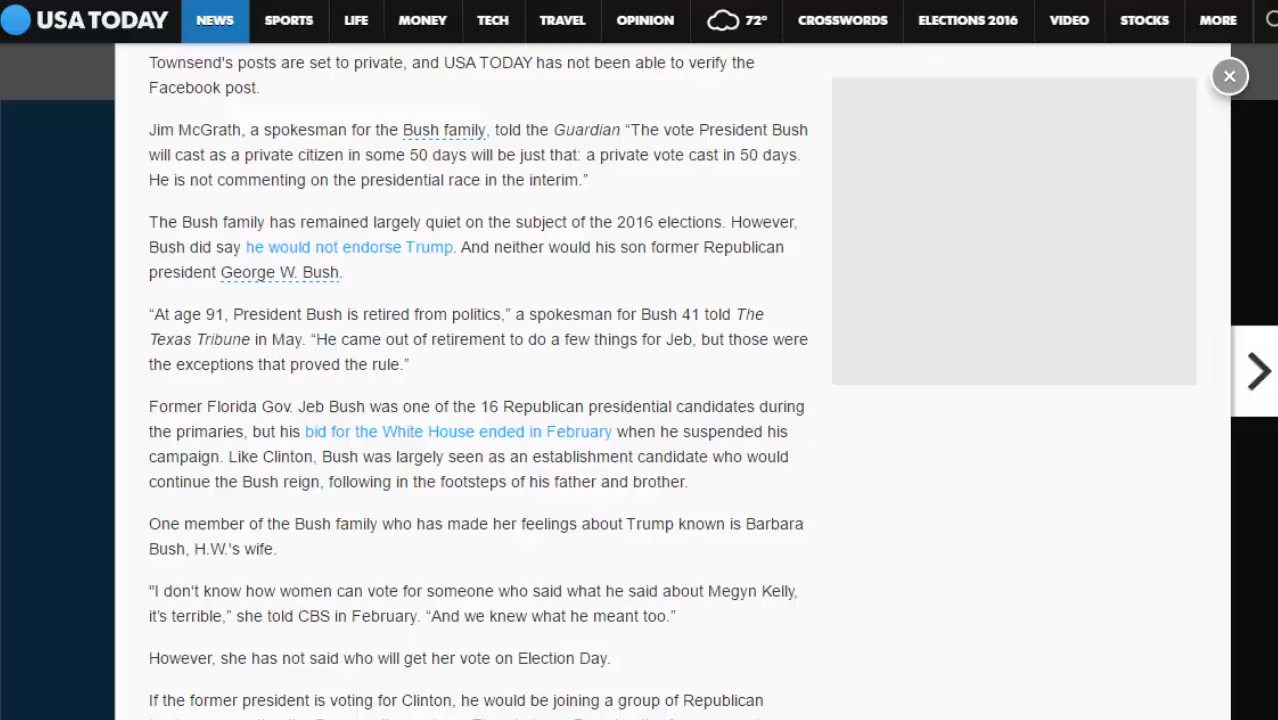 USA TODAY
NEWS
SPORTS
LIFE
MONEY
TECH
TRAVEL
OPINION
72°
CROSSWORDS
ELECTIONS 2016
VIDEO
STOCKS
MORE
Townsend's posts are set to private, and USA TODAY has not been able to verify the
Facebook post.
Jim McGrath, a spokesman for the Bush family, told the Guardian “The vote President Bush
will cast as a private citizen in some 50 days will be just that: a private vote cast in 50 days.
He is not commenting on the presidential race in the interim.”
The Bush family has remained largely quiet on the subject of the 2016 elections. However,
Bush did say he would not endorse Trump. And neither would his son former Republican
president George W. Bush.
“At age 91, President Bush is retired from politics,” a spokesman for Bush 41 told The
Texas Tribune in May. “He came out of retirement to do a few things for Jeb, but those were
the exceptions that proved the rule.”
Former Florida Gov. Jeb Bush was one of the 16 Republican presidential candidates during
the primaries, but his bid for the White House ended in February when he suspended his
campaign. Like Clinton, Bush was largely seen as an establishment candidate who would
continue the Bush reign, following in the footsteps of his father and brother.
One member of the Bush family who has made her feelings about Trump known is Barbara
Bush, H.W.'s wife.
"I don't know how women can vote for someone who said what he said about Megyn Kelly,
it’s terrible,” she told CBS in February. “And we knew what he meant too.”
However, she has not said who will get her vote on Election Day.
If the former president is voting for Clinton, he would be joining a group of Republican